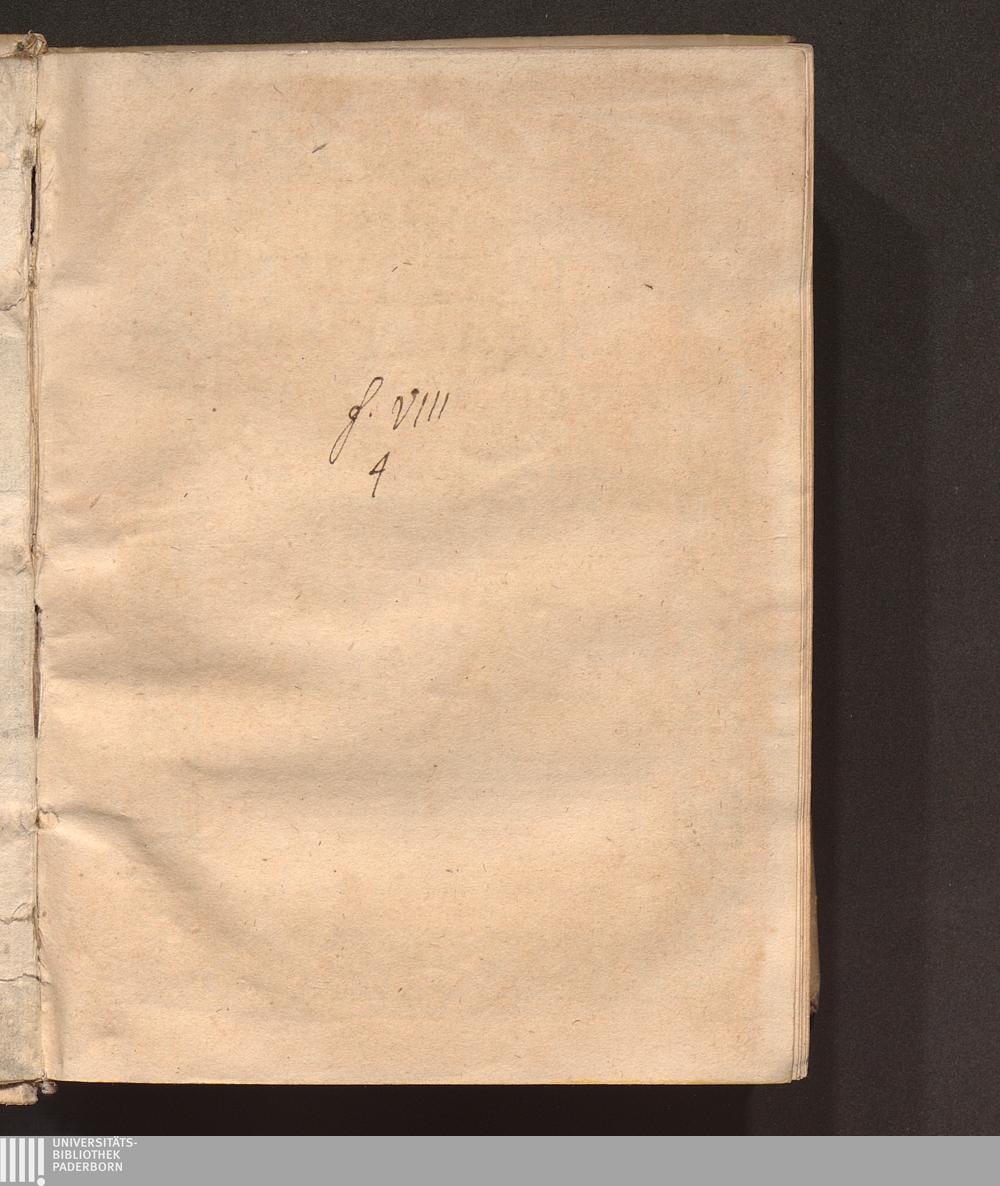 f. VIII
4
UNIVERSITÄTS-
BIBLIOTHEK
PADERBORN